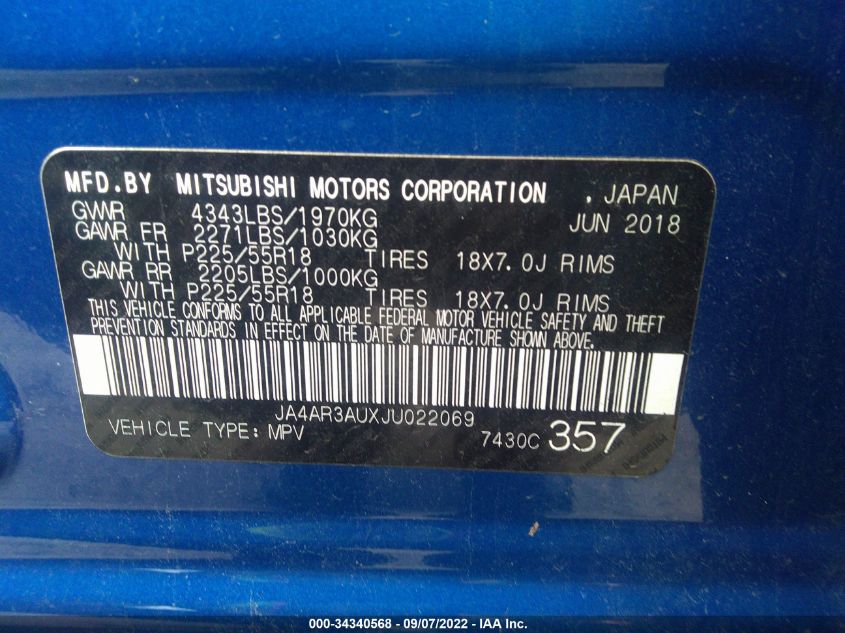 MFD.BY MITSUBISHI MOTORS CORPORATION . JAPAN
GVWR 4343LBS/1970KG JUN 2018
GAWR FR 2271LBS/1030KG
WITH P225/55R18 TIRES 18X7.0J RIMS
GAWR RR 2205LBS/1000KG
WITH P225/55R18 TIRES 18X7.0J RIMS
THIS VEHICLE CONFORMS TO ALL APPLICABLE FEDERAL MOTOR VEHICLE SAFETY AND THEFT
PREVENTION STANDARDS IN EFFECT ON THE DATE OF MANUFACTURE SHOWN ABOVE.
JA4AR3AUXJU022069
VEHICLE TYPE: MPV 7430C 357
000-34340568 - 09/07/2022 - IAA Inc.